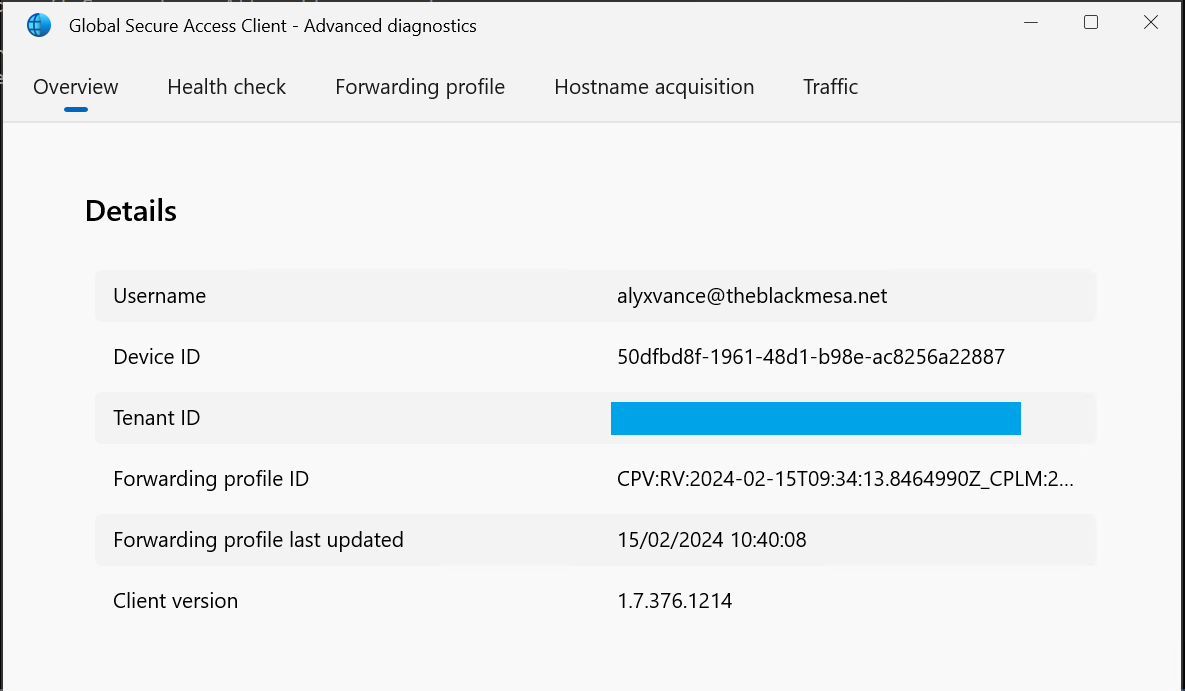 Global Secure Access Client - Advanced diagnostics
Overview Health check Forwarding profile Hostname acquisition Traffic
Details
Username alyxvance@theblackmesa.net
Device ID 50dfbd8f-1961-48d1-b98e-ac8256a22887
Tenant ID
Forwarding profile ID CPV:RV:2024-02-15T09:34:13.8464990Z_CPLM:2...
Forwarding profile last updated 15/02/2024 10:40:08
Client version 1.7.376.1214